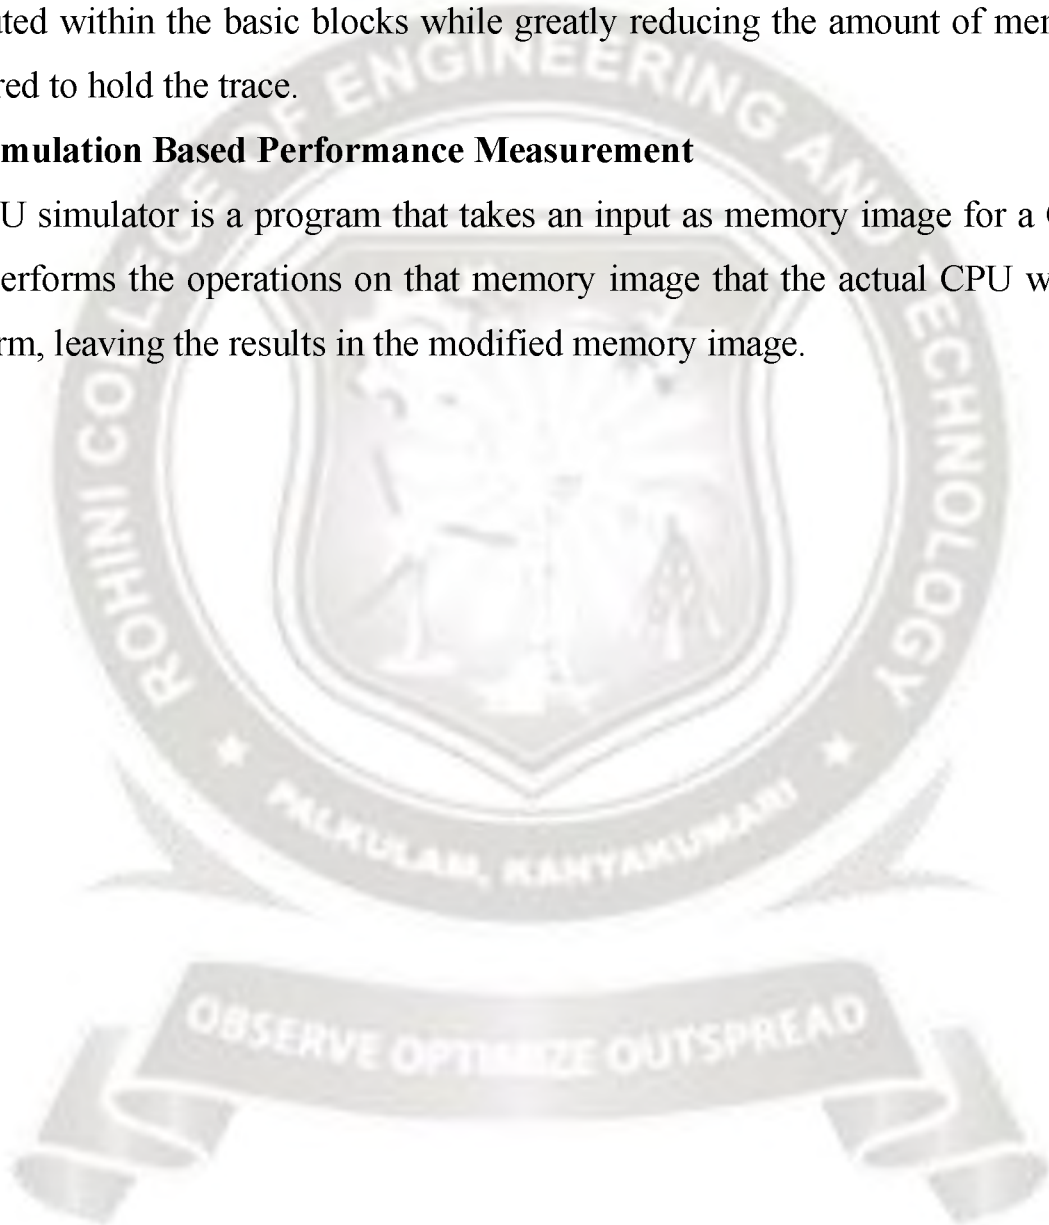 uted within the basic blocks while greatly reducing the amount of mer
red to hold the trace.
mulation Based Performance Measurement
U simulator is a program that takes an input as memory image for a
erforms the operations on that memory image that the actual CPU w
rm, leaving the results in the modified memory image.
ROHINI COLLEGE OF ENGINEERING AND TECHNOLOGY
PALKULAM, KANYAKUMARI
OBSERVE OPTIMIZE OUTSPREAD